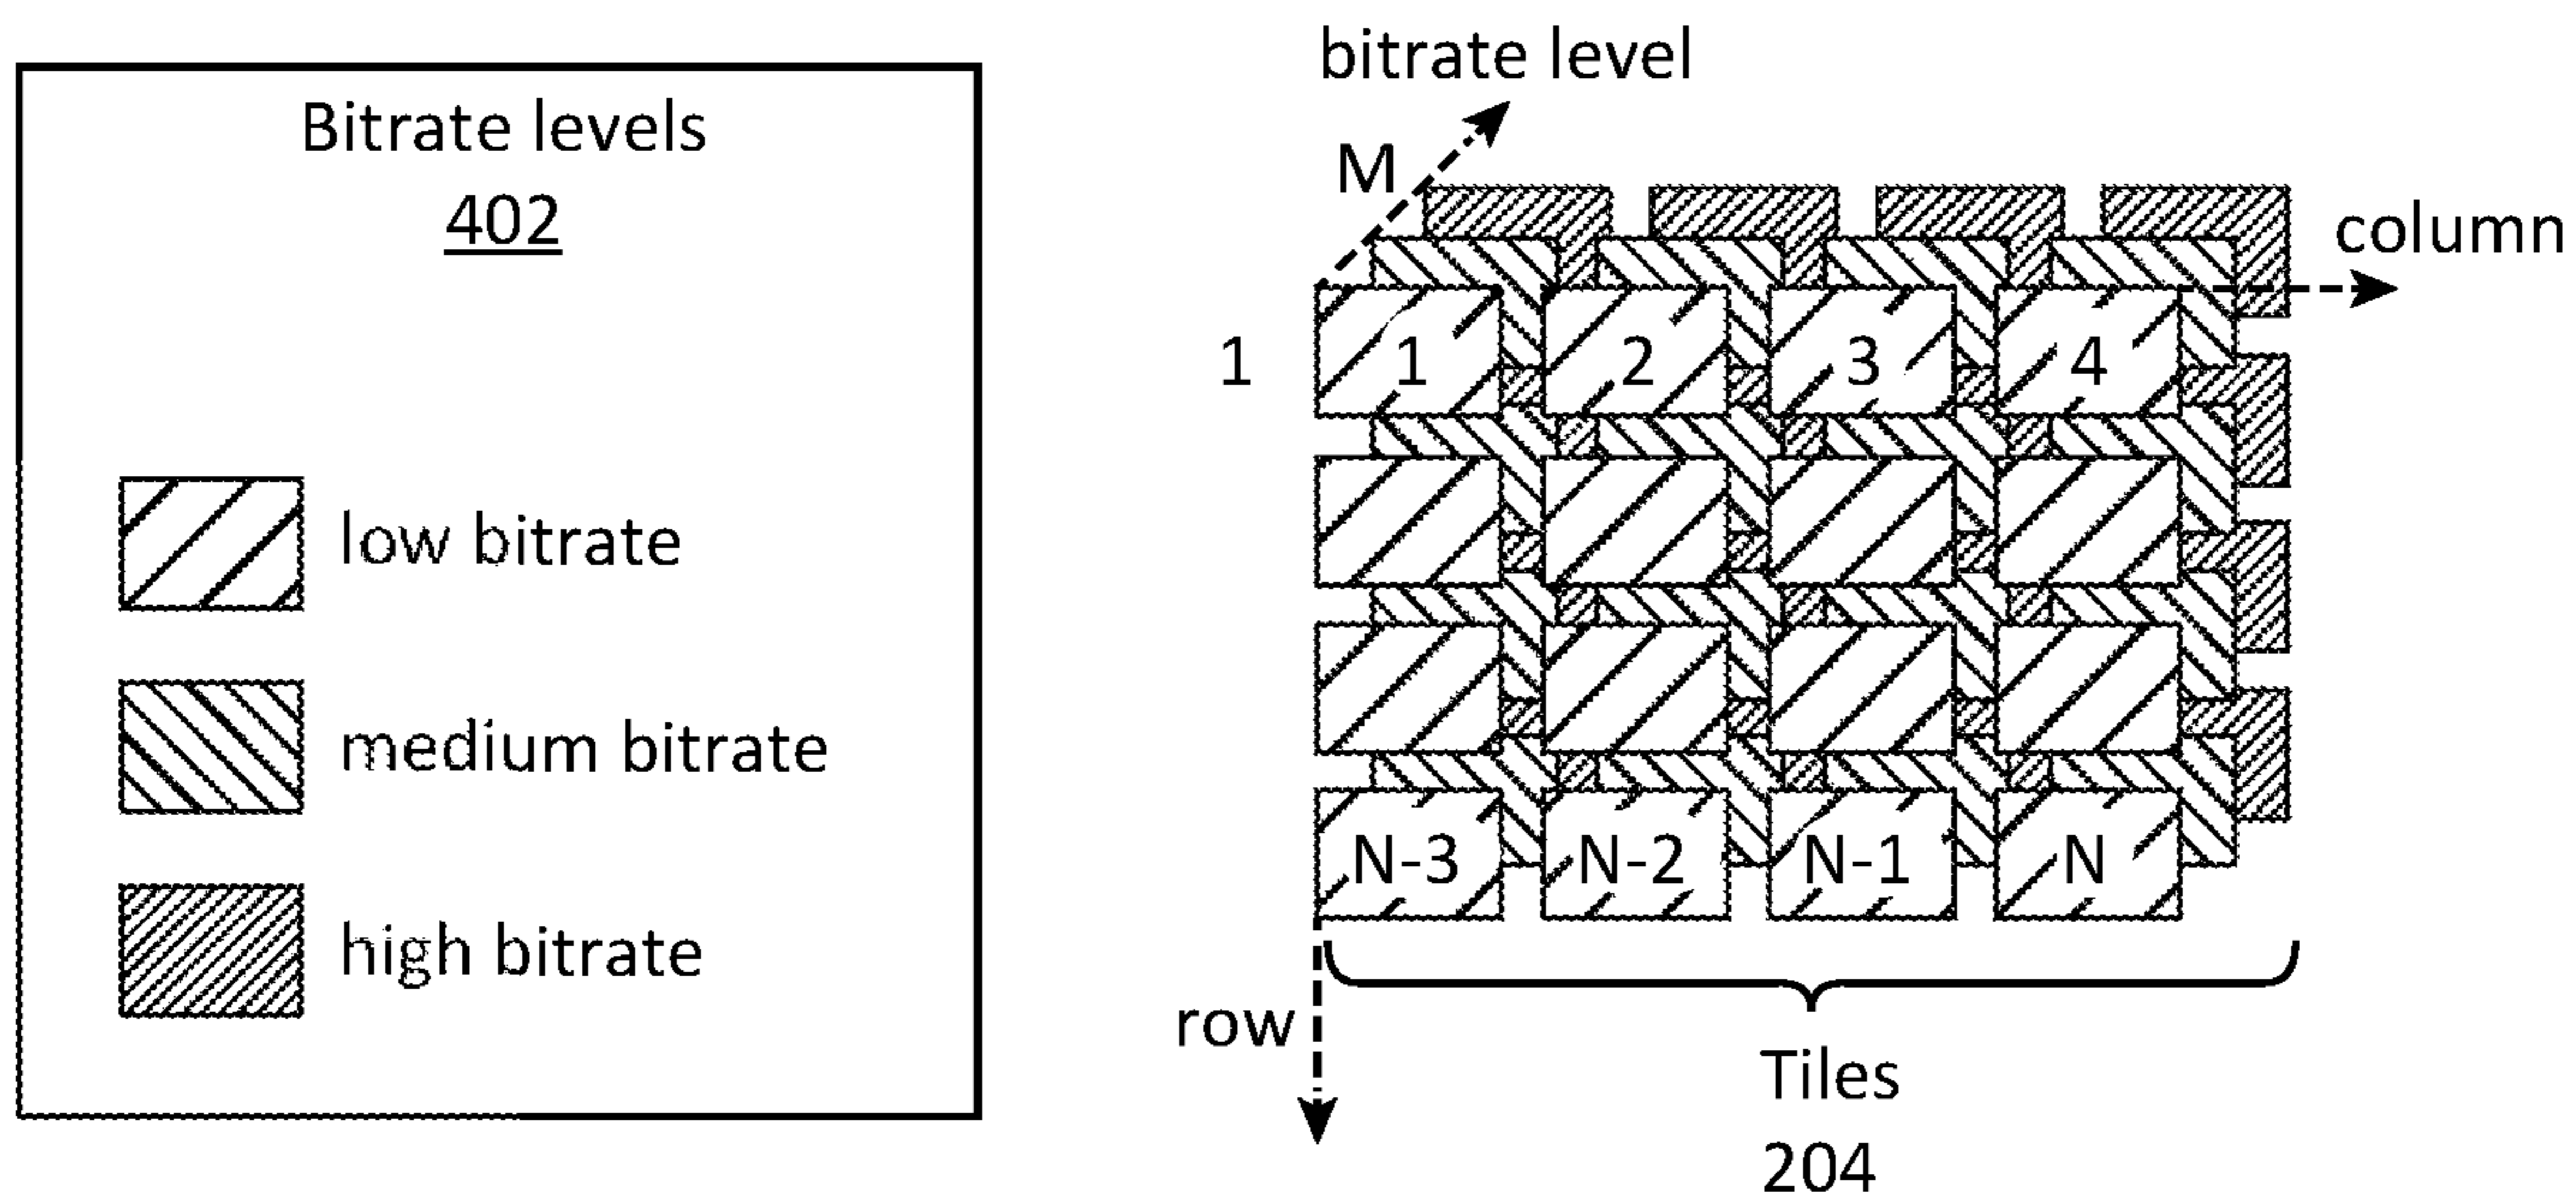 Bitrate levels
402
low bitrate
medium bitrate
high bitrate
bitrate level
M
column
1 1 2 3 4
N-3 N-2 N-1 N
row
Tiles
204